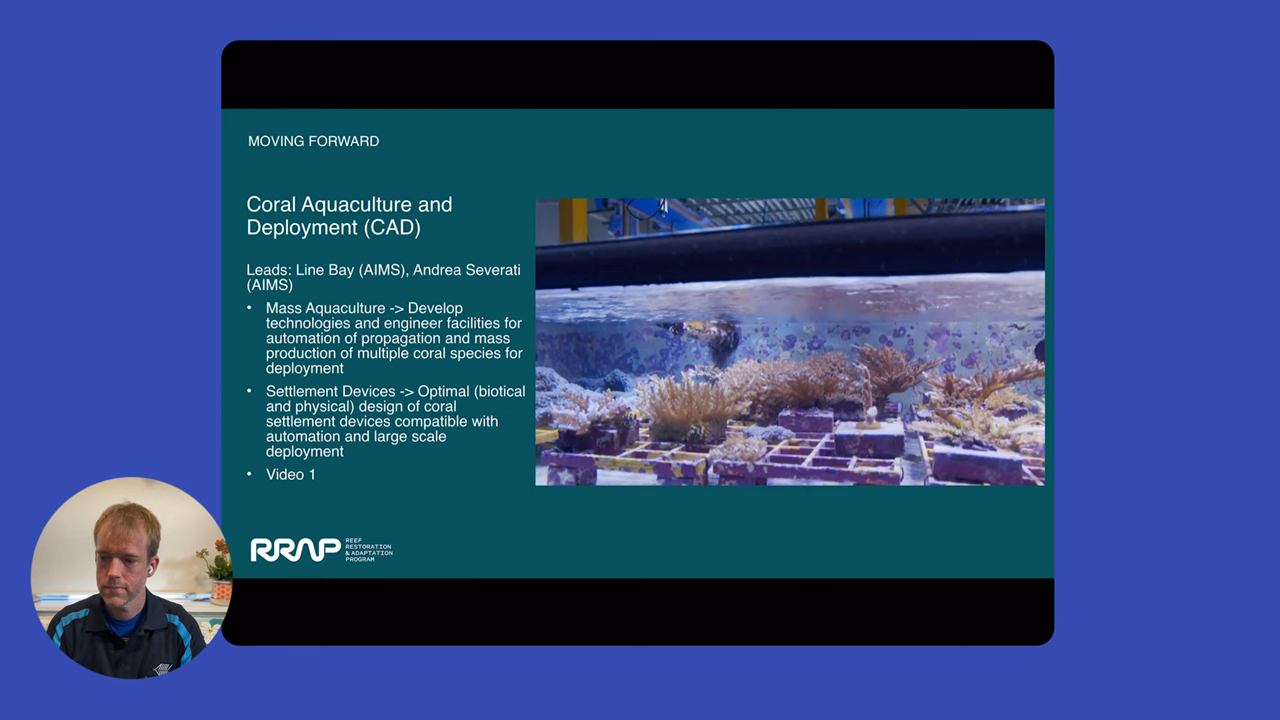 MOVING FORWARD
Coral Aquaculture and
Deployment (CAD)
Leads: Line Bay (AIMS), Andrea Severati
(AIMS)
• Mass Aquaculture -> Develop
technologies and engineer facilities for
automation of propagation and mass
production of multiple coral species for
deployment
• Settlement Devices -> Optimal (biotical
and physical) design of coral
settlement devices compatible with
automation and large scale
deployment
• Video 1
RRAP
REEF
RESTORATION
& ADAPTATION
PROGRAM